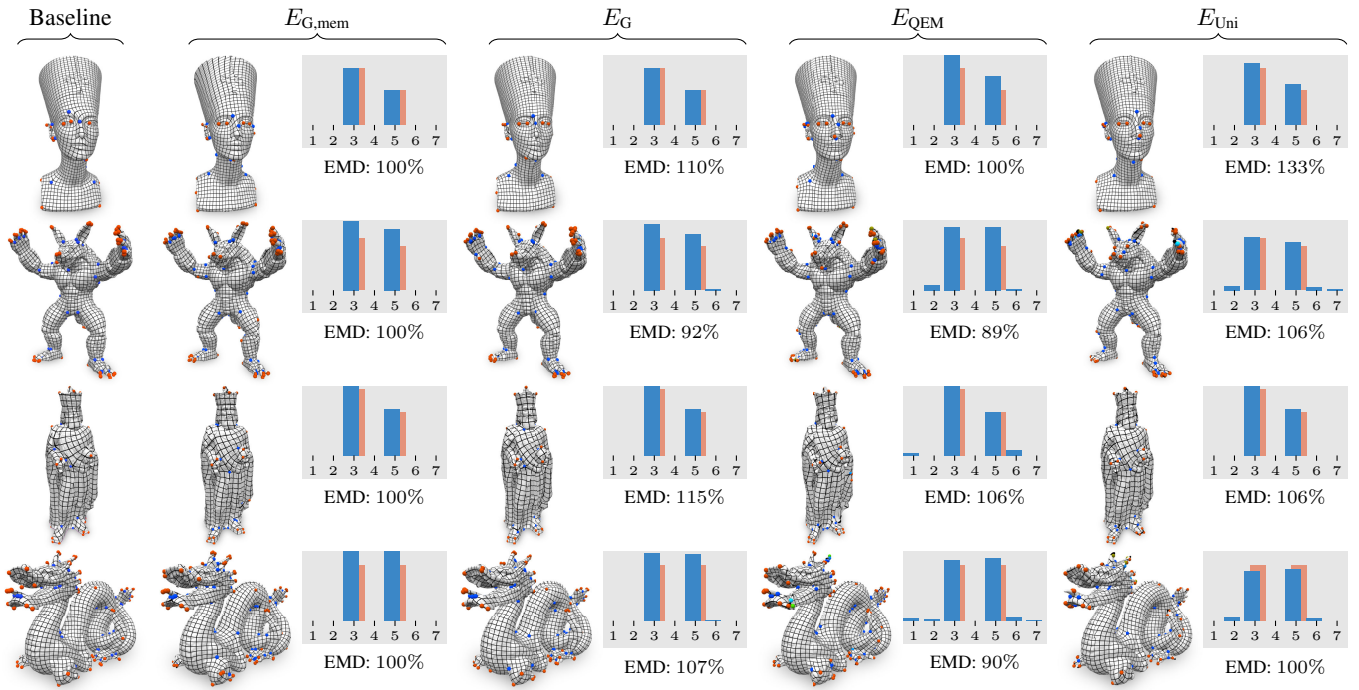 Baseline E_G,mem E_G E_QEM E_Uni
1 2 3 4 5 6 7 1 2 3 4 5 6 7 1 2 3 4 5 6 7 1 2 3 4 5 6 7
EMD: 100% EMD: 110% EMD: 100% EMD: 133%
1 2 3 4 5 6 7 1 2 3 4 5 6 7 1 2 3 4 5 6 7 1 2 3 4 5 6 7
EMD: 100% EMD: 92% EMD: 89% EMD: 106%
1 2 3 4 5 6 7 1 2 3 4 5 6 7 1 2 3 4 5 6 7 1 2 3 4 5 6 7
EMD: 100% EMD: 115% EMD: 106% EMD: 106%
1 2 3 4 5 6 7 1 2 3 4 5 6 7 1 2 3 4 5 6 7 1 2 3 4 5 6 7
EMD: 100% EMD: 107% EMD: 90% EMD: 100%